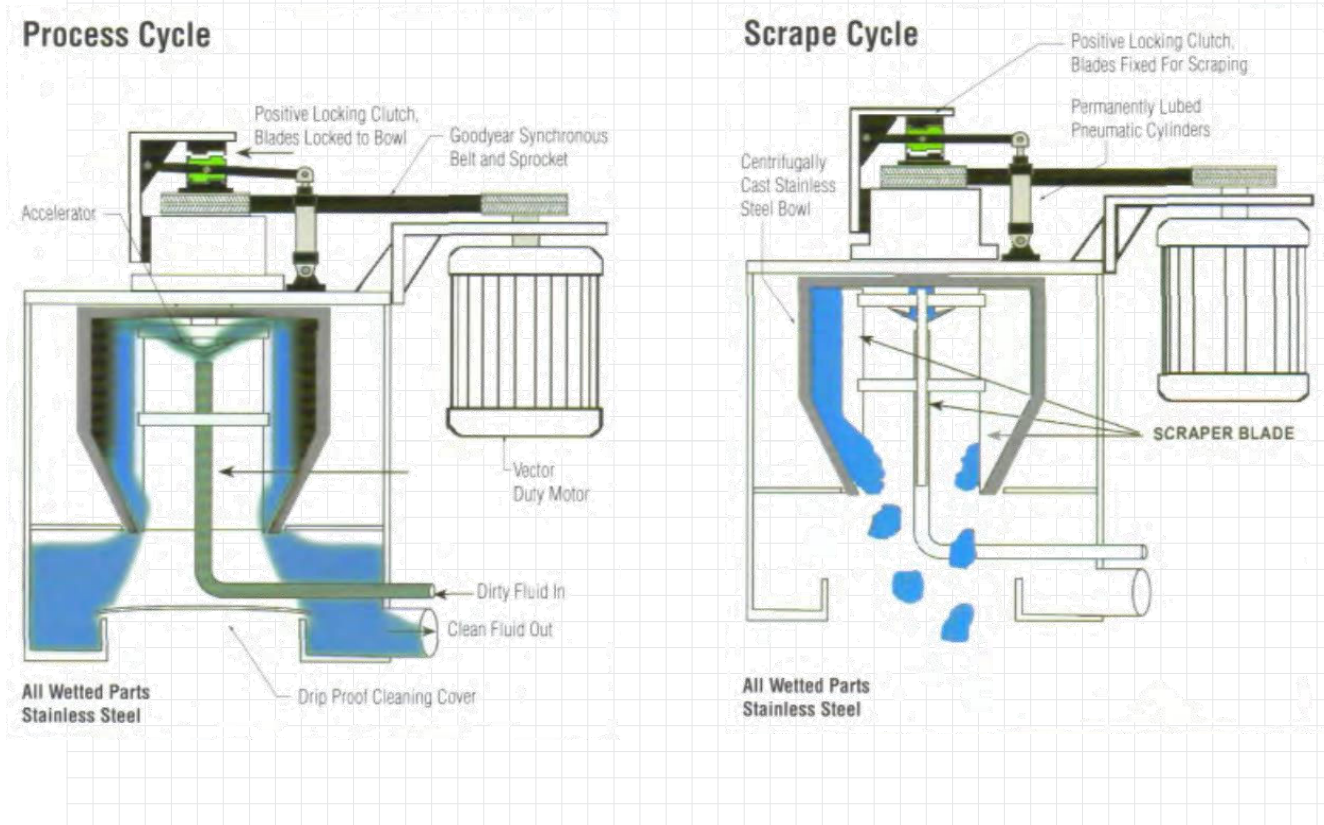 Process Cycle
Positive Locking Clutch,
Blades Locked to Bowl
Goodyear Synchronous
Belt and Sprocket
Accelerator
Vector
Duty Motor
Dirty Fluid In
Clean Fluid Out
Drip Proof Cleaning Cover
All Wetted Parts
Stainless Steel
Scrape Cycle
Positive Locking Clutch,
Blades Fixed For Scraping
Permanently Lubed
Pneumatic Cylinders
Centrifugally
Cast Stainless
Steel Bowl
SCRAPER BLADE
All Wetted Parts
Stainless Steel